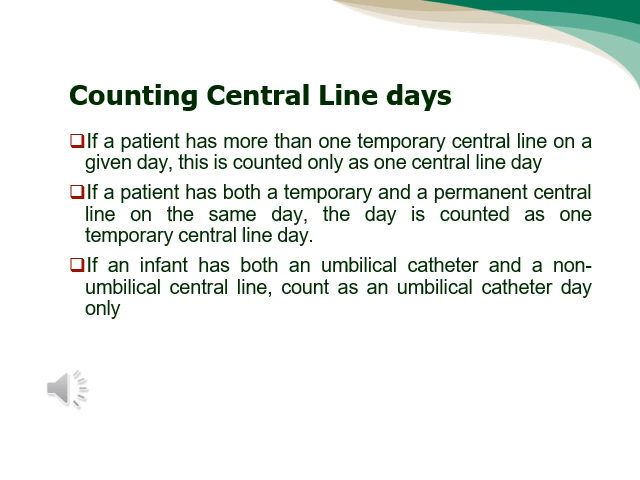 Counting Central Line days
❑If a patient has more than one temporary central line on a
given day, this is counted only as one central line day
❑If a patient has both a temporary and a permanent central
line on the same day, the day is counted as one
temporary central line day.
❑If an infant has both an umbilical catheter and a non-
umbilical central line, count as an umbilical catheter day
only